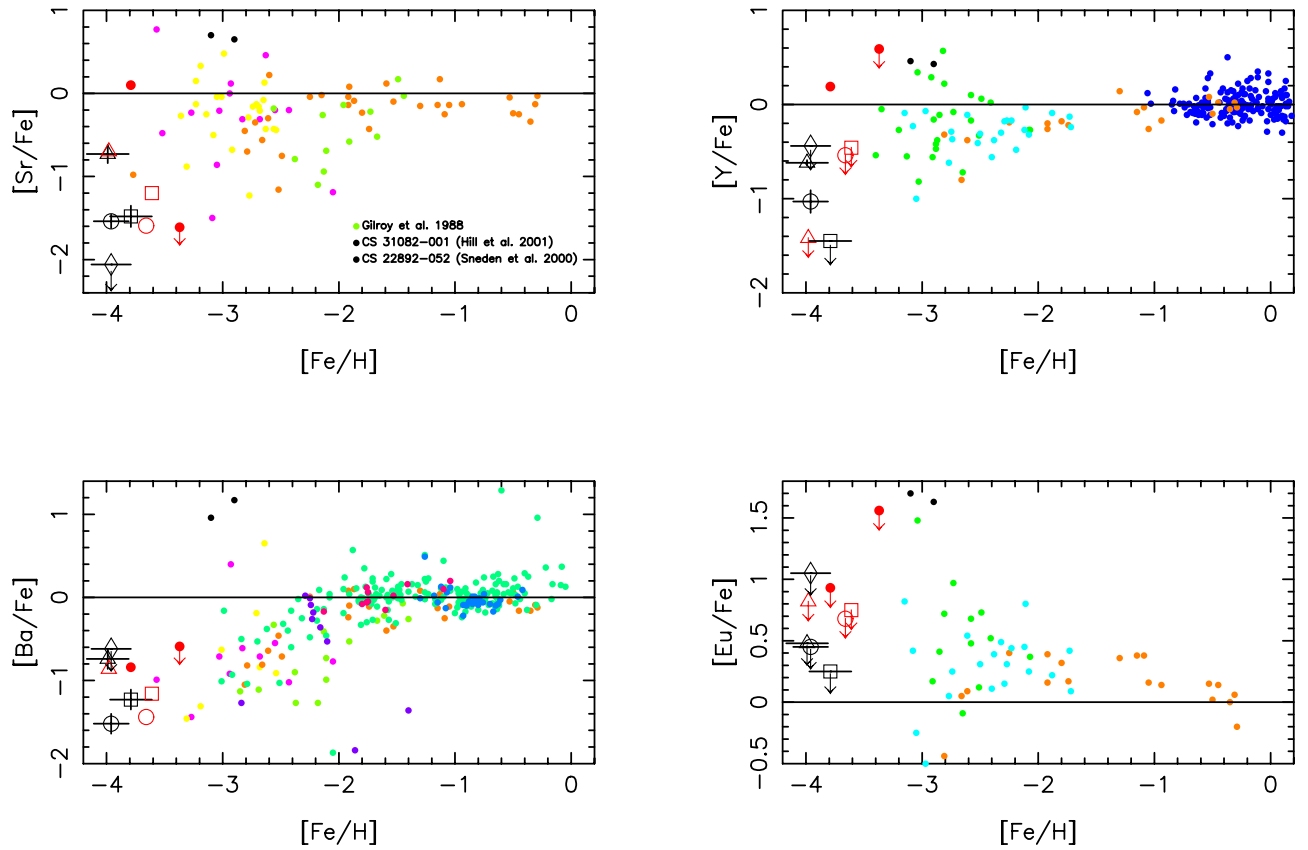 1
0
−1
−2
[Sr/Fe]
Gilroy et al. 1988
CS 31082−001 (Hill et al. 2001)
CS 22892−052 (Sneden et al. 2000)
−4 −3 −2 −1 0
[Fe/H]
1
0
−1
−2
[Y/Fe]
−4 −3 −2 −1 0
[Fe/H]
1
0
−1
−2
[Ba/Fe]
−4 −3 −2 −1 0
[Fe/H]
1.5
1
0.5
0
−0.5
[Eu/Fe]
−4 −3 −2 −1 0
[Fe/H]